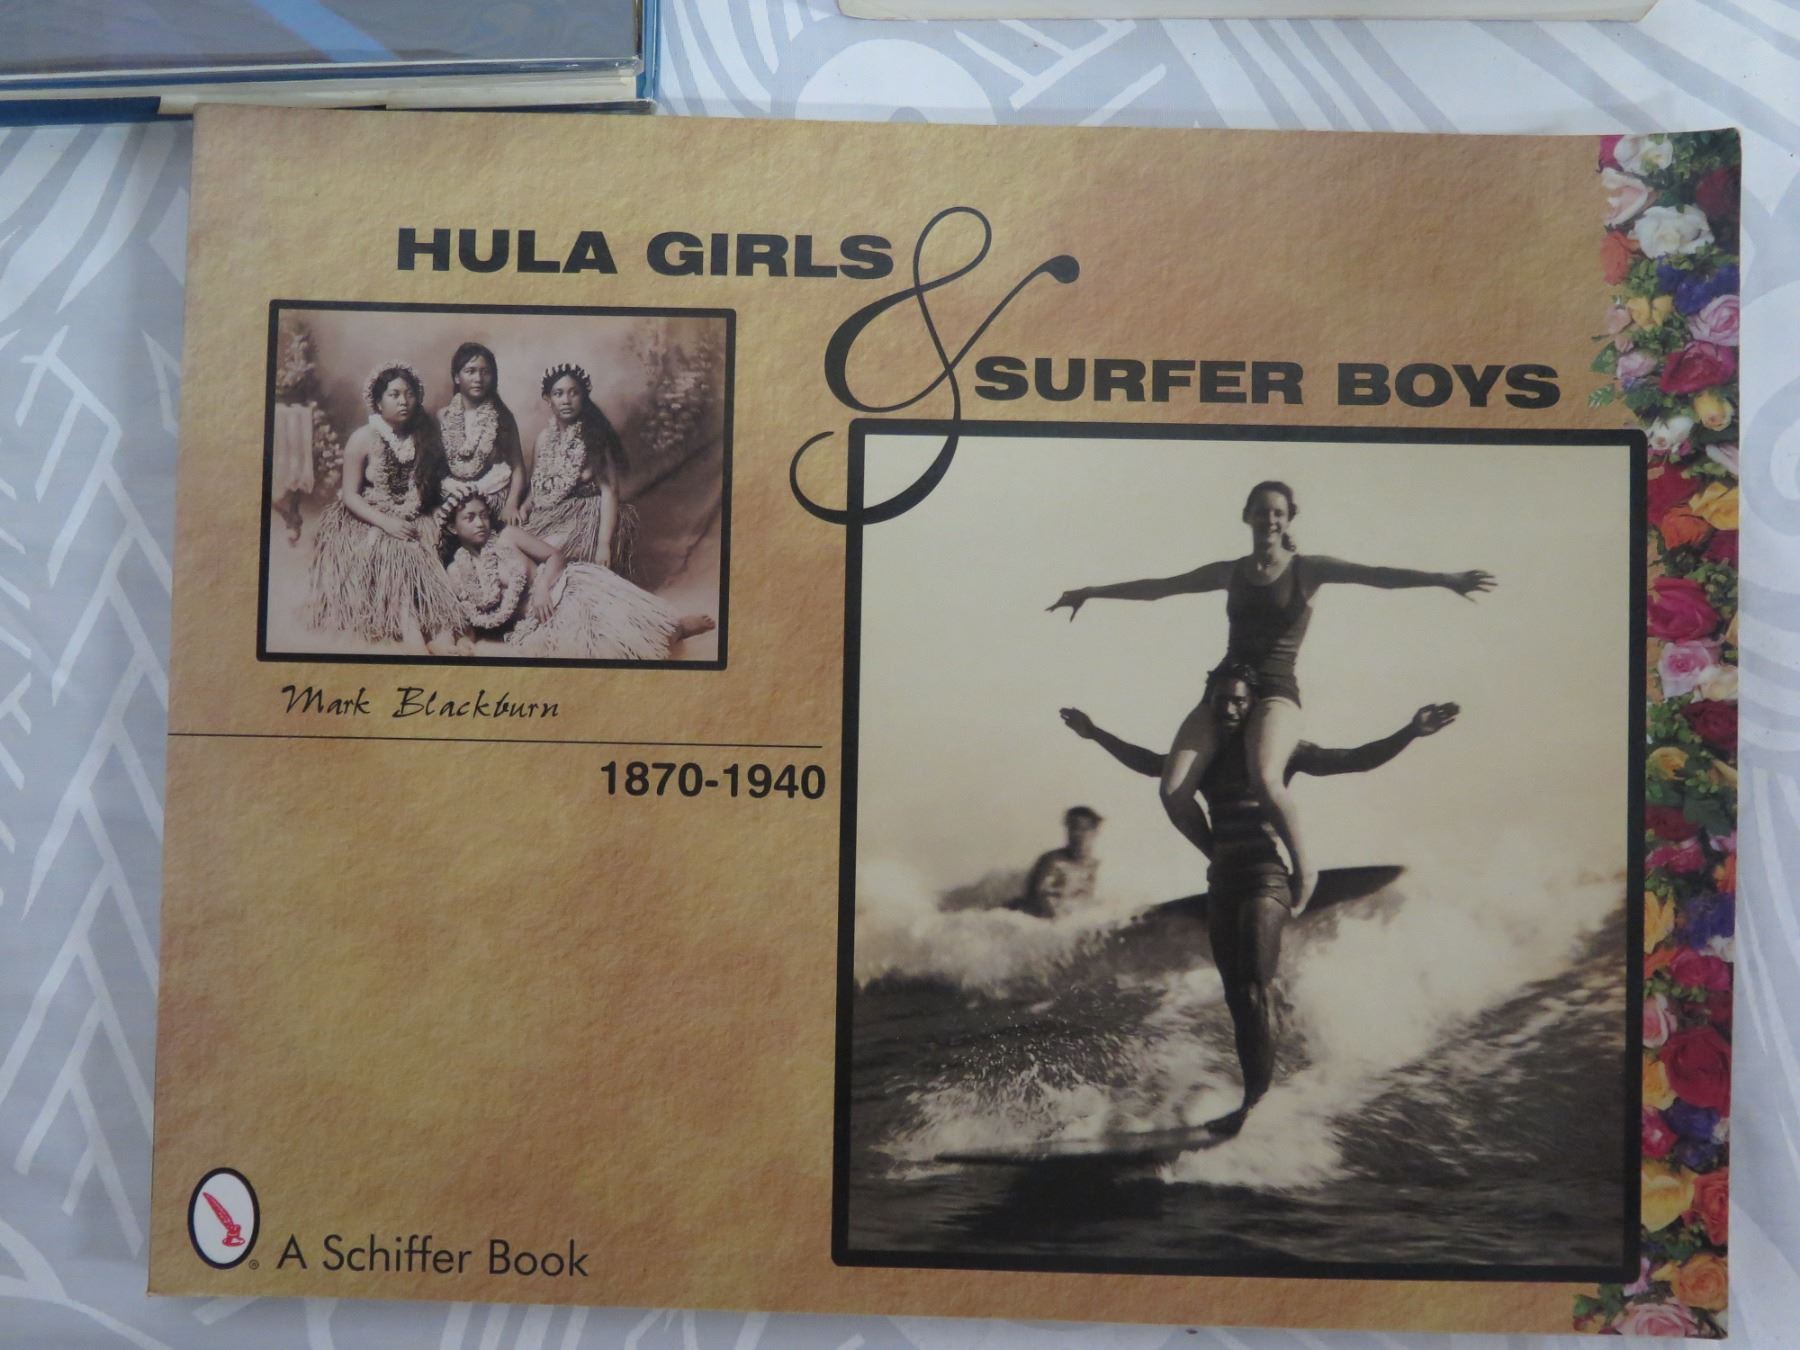 HULA GIRLS
&
SURFER BOYS
Mark Blackburn
1870-1940
® A Schiffer Book